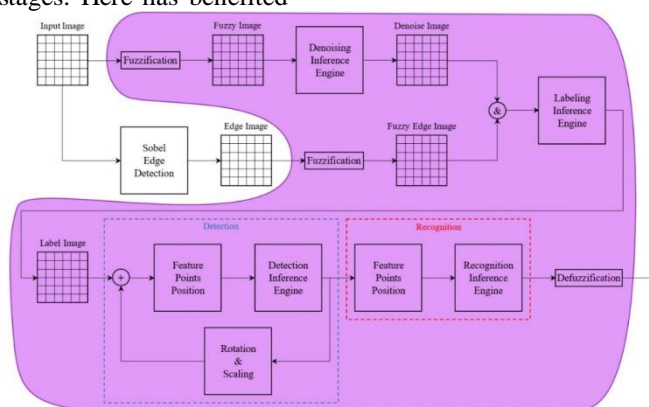 stages. Here has benefited
Input Image
Fuzzy Image
Denoise Image
Fuzzification
Denoising
Inference
Engine
&
Labeling
Inference
Engine
Edge Image
Fuzzy Edge Image
Sobel
Edge
Detection
Fuzzification
Label Image
Detection
Recognition
+
Feature
Points
Position
Detection
Inference
Engine
Feature
Points
Position
Recognition
Inference
Engine
Defuzzification
Rotation
&
Scaling